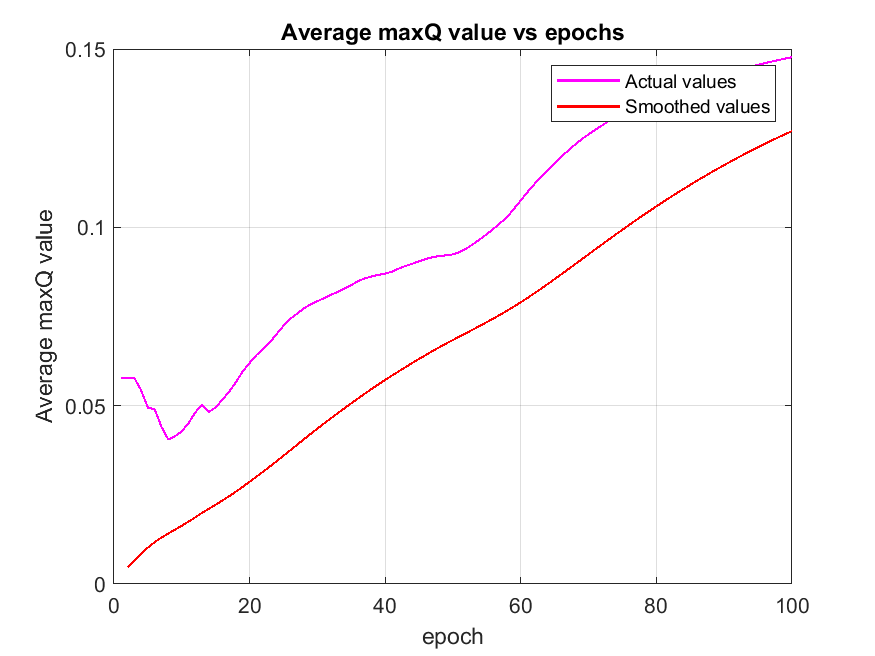 Average maxQ value vs epochs
0.15
Actual values
Smoothed values
0.1
Average maxQ value
0.05
0
0 20 40 60 80 100
epoch